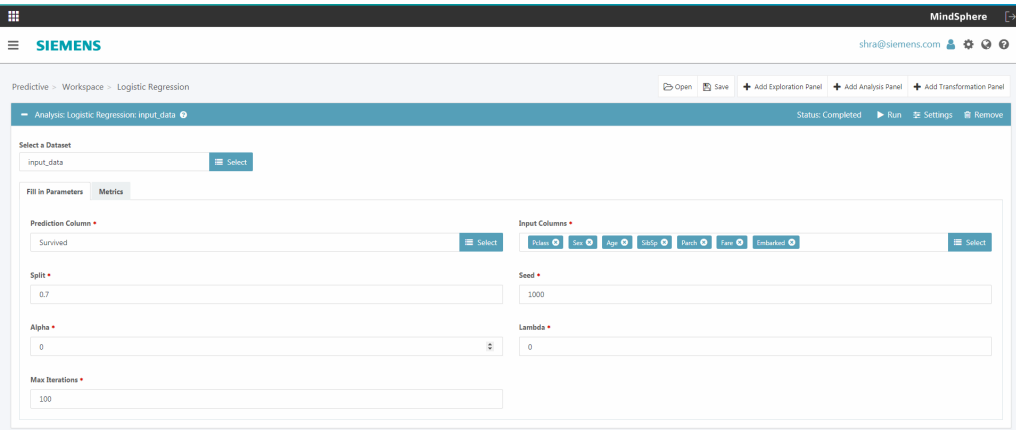 MindSphere
SIEMENS
shra@siemens.com
Predictive > Workspace > Logistic Regression
Open Save Add Exploration Panel Add Analysis Panel Add Transformation Panel
Analysis: Logistic Regression: input_data
Status: Completed Run Settings Remove
Select a Dataset
input_data Select
Fill in Parameters Metrics
Prediction Column • Input Columns •
Survived Select Pclass Sex Age SibSp Parch Fare Embarked Select
Split • Seed •
0.7 1000
Alpha • Lambda •
0 0
Max Iterations •
100